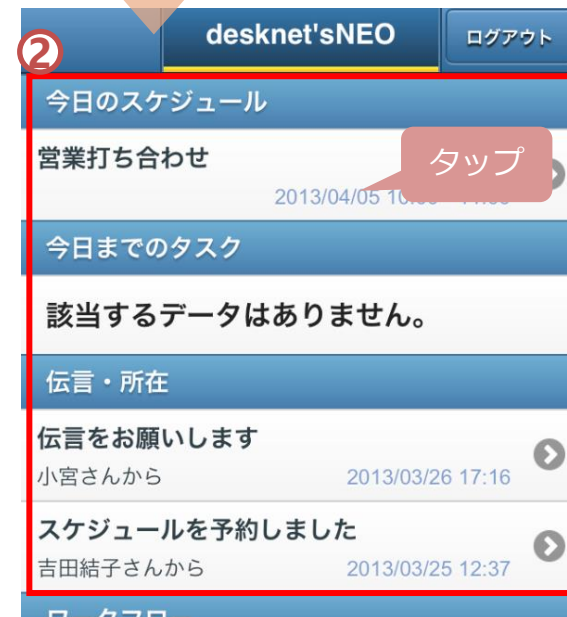 ②
desknet'sNEO ログアウト
今日のスケジュール
営業打ち合わせ
タップ
2013/04/05
今日までのタスク
該当するデータはありません。
伝言・所在
伝言をお願いします
小宮さんから 2013/03/26 17:16
スケジュールを予約しました
吉田結子さんから 2013/03/25 12:37